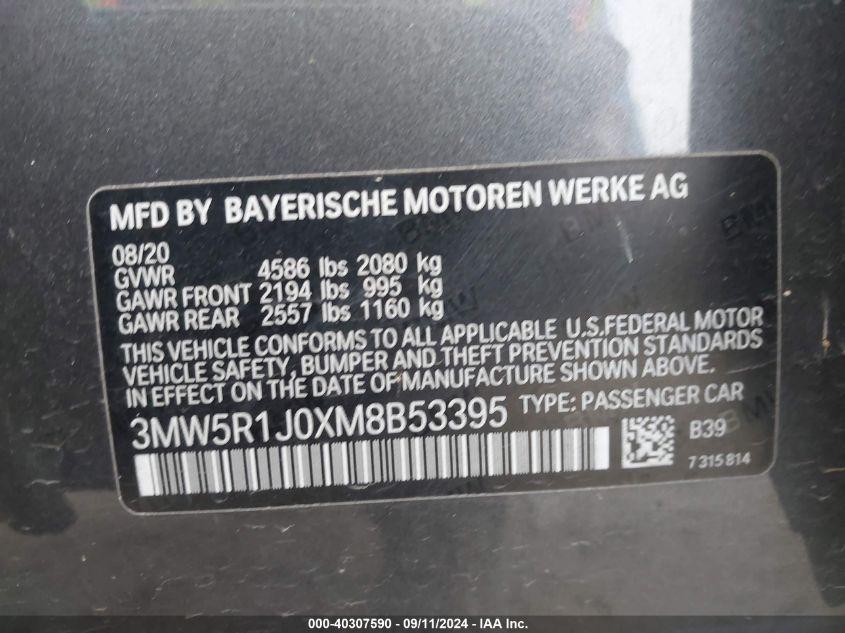 MFD BY BAYERISCHE MOTOREN WERKE AG
08/20
GVWR 4586 lbs 2080 kg
GAWR FRONT 2194 lbs 995 kg
GAWR REAR 2557 lbs 1160 kg
THIS VEHICLE CONFORMS TO ALL APPLICABLE U.S.FEDERAL MOTOR
VEHICLE SAFETY, BUMPER AND THEFT PREVENTION STANDARDS
IN EFFECT ON THE DATE OF MANUFACTURE SHOWN ABOVE.
3MW5R1J0XM8B53395 TYPE: PASSENGER CAR
B39
7315814
000-40307590 - 09/11/2024 - IAA Inc.